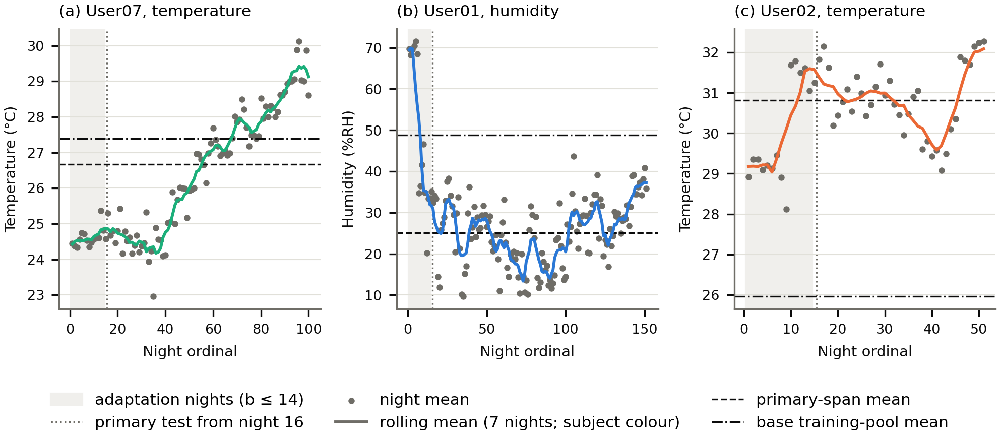 (a) User07, temperature
Temperature (°C)
30
29
28
27
26
25
24
23
0 20 40 60 80 100
Night ordinal
(b) User01, humidity
Humidity (%RH)
70
60
50
40
30
20
10
0 50 100 150
Night ordinal
(c) User02, temperature
Temperature (°C)
32
31
30
29
28
27
26
0 10 20 30 40 50
Night ordinal
adaptation nights (b ≤ 14)
primary test from night 16
night mean
rolling mean (7 nights; subject colour)
primary-span mean
base training-pool mean